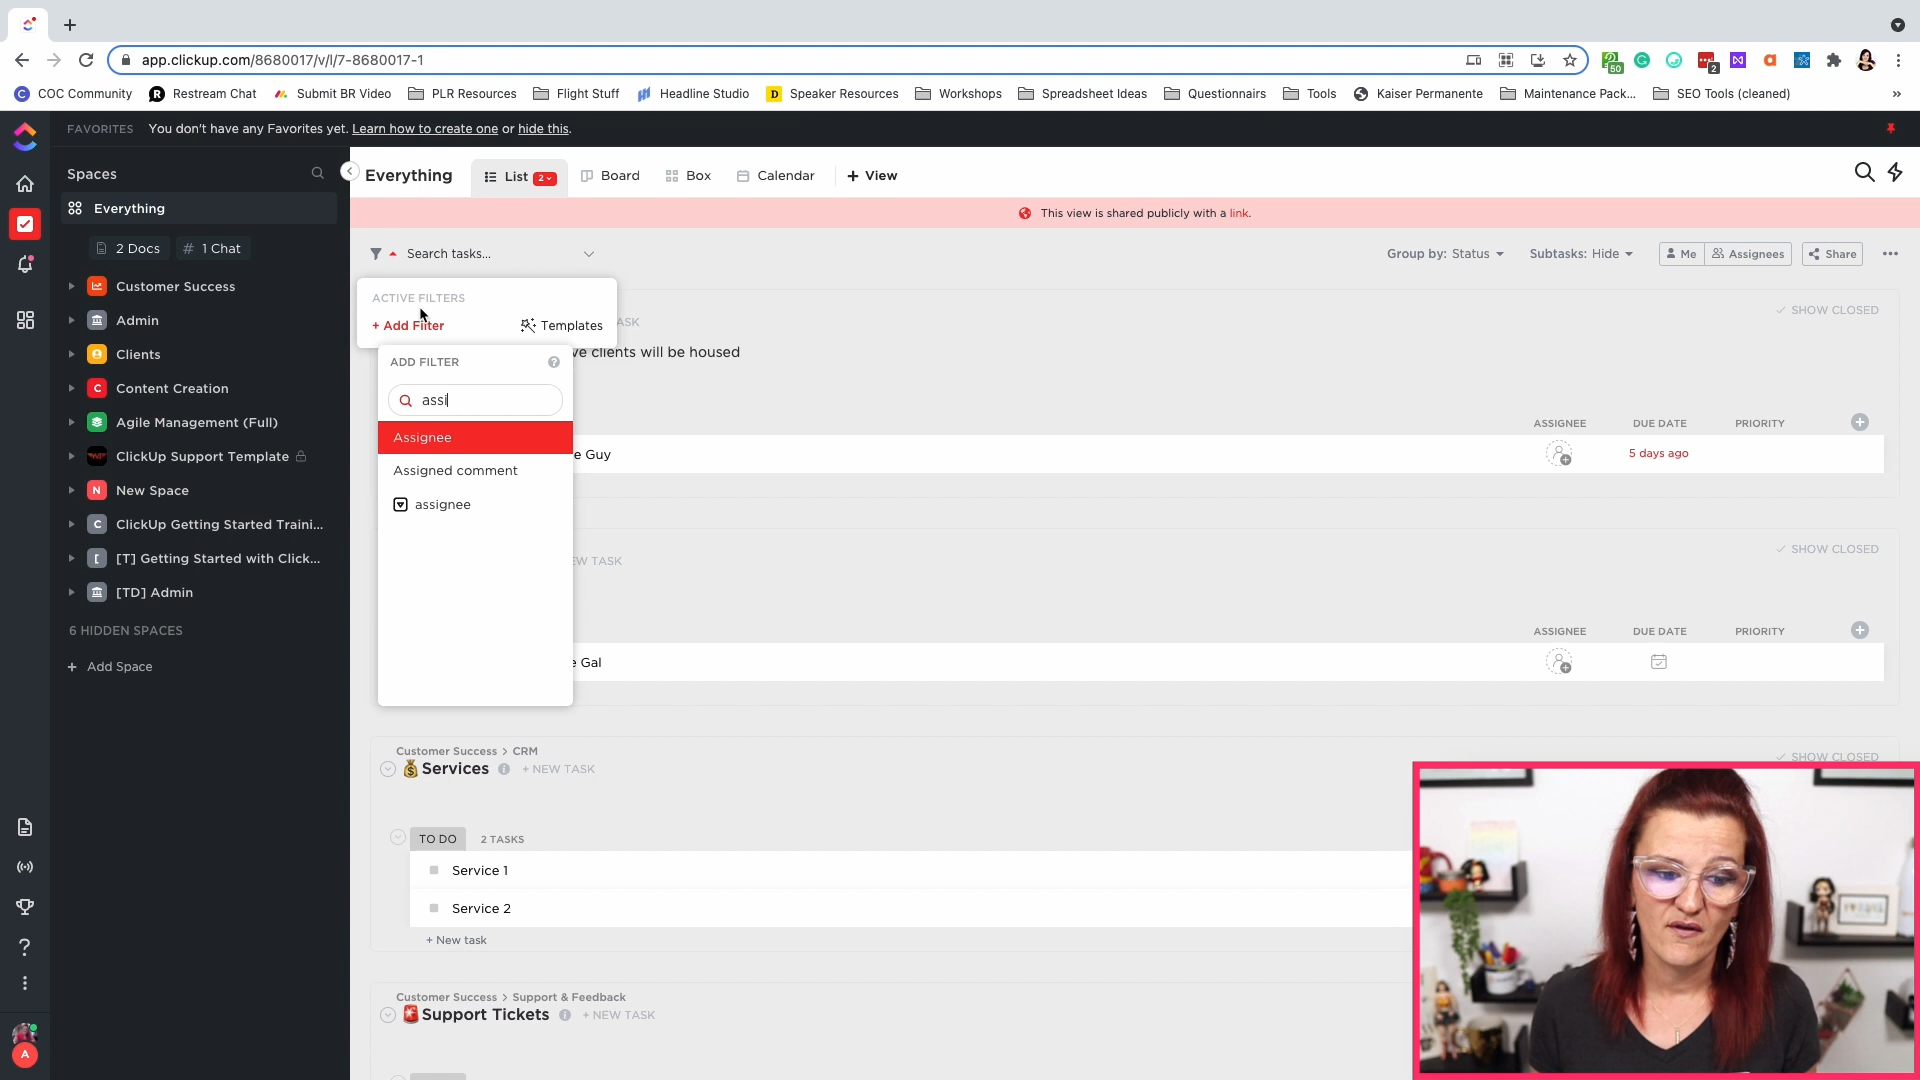 app.clickup.com/8680017/v/l/7-8680017-1
50
2
COC Community
Restream Chat
Submit BR Video
PLR Resources
Flight Stuff
Headline Studio
Speaker Resources
Workshops
Spreadsheet Ideas
Questionnairs
Tools
Kaiser Permanente
Maintenance Pack...
SEO Tools (cleaned)
»
FAVORITES You don't have any Favorites yet. Learn how to create one or hide this.
Spaces
Everything
2 Docs
# 1 Chat
Customer Success
Admin
Clients
C Content Creation
Agile Management (Full)
ClickUp Support Template
N New Space
C ClickUp Getting Started Traini...
[ [T] Getting Started with Click...
[TD] Admin
6 HIDDEN SPACES
+ Add Space
A
Everything
List 2
Board
Box
Calendar
+ View
This view is shared publicly with a link.
Search tasks...
Group by: Status
Subtasks: Hide
Me
Assignees
Share
ACTIVE FILTERS
+ Add Filter
Templates
ADD FILTER ?
assi
Assignee
Assigned comment
assignee
ASK
SHOW CLOSED
ve clients will be housed
ASSIGNEE DUE DATE PRIORITY
e Guy
5 days ago
EW TASK
SHOW CLOSED
ASSIGNEE DUE DATE PRIORITY
e Gal
Customer Success > CRM
Services + NEW TASK
SHOW CLOSED
TO DO 2 TASKS
Service 1
Service 2
+ New task
Customer Success > Support & Feedback
Support Tickets + NEW TASK